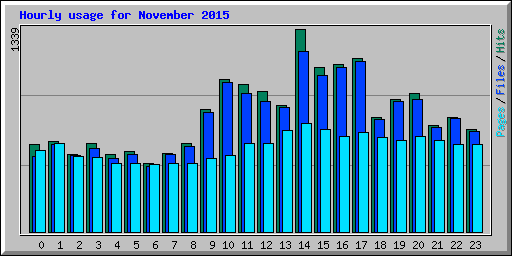 Hourly usage for November 2015
1339
Pages / Files / Hits
0 1 2 3 4 5 6 7 8 9 10 11 12 13 14 15 16 17 18 19 20 21 22 23